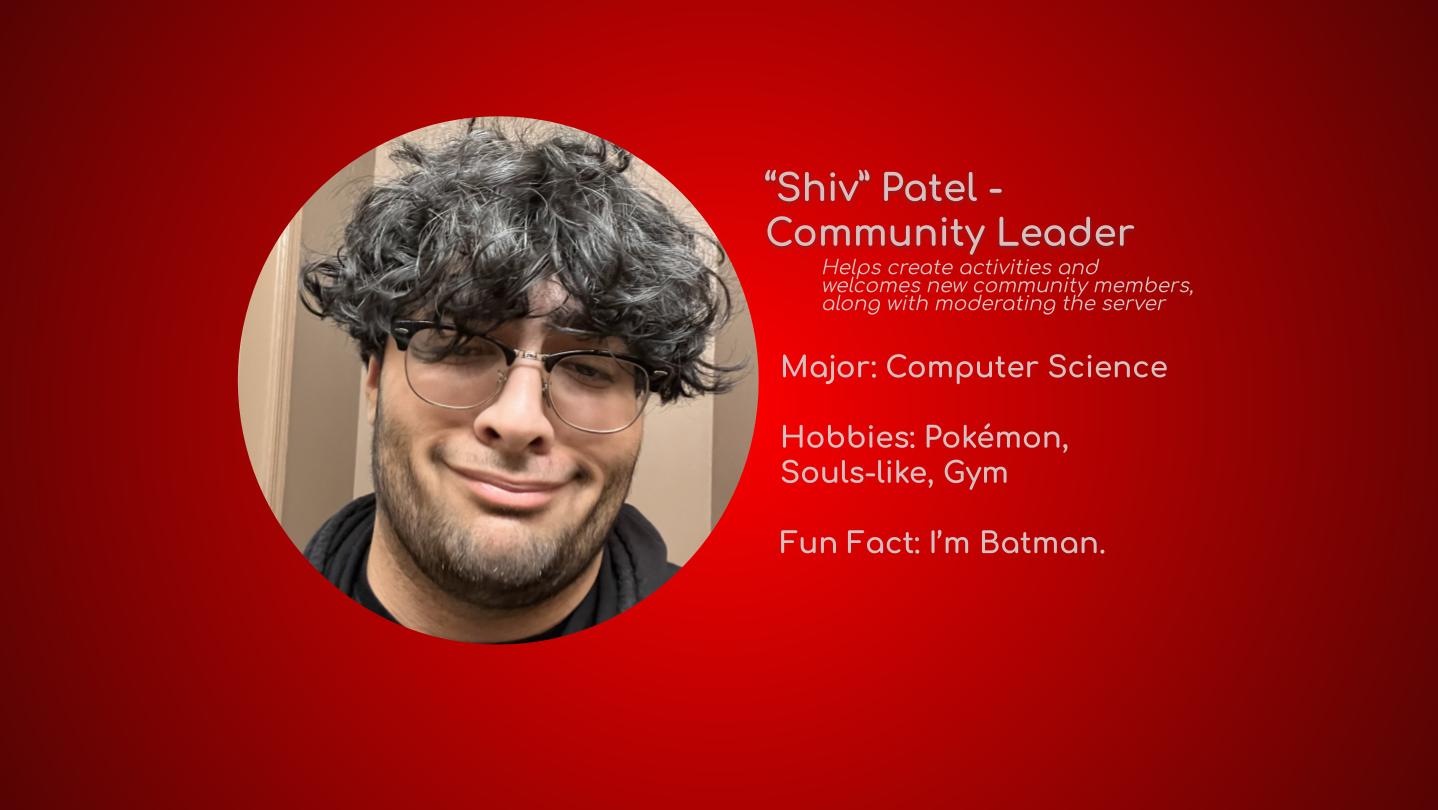 “Shiv” Patel -
Community Leader
Helps create activities and
welcomes new community members,
along with moderating the server
Major: Computer Science
Hobbies: Pokémon,
Souls-like, Gym
Fun Fact: I’m Batman.